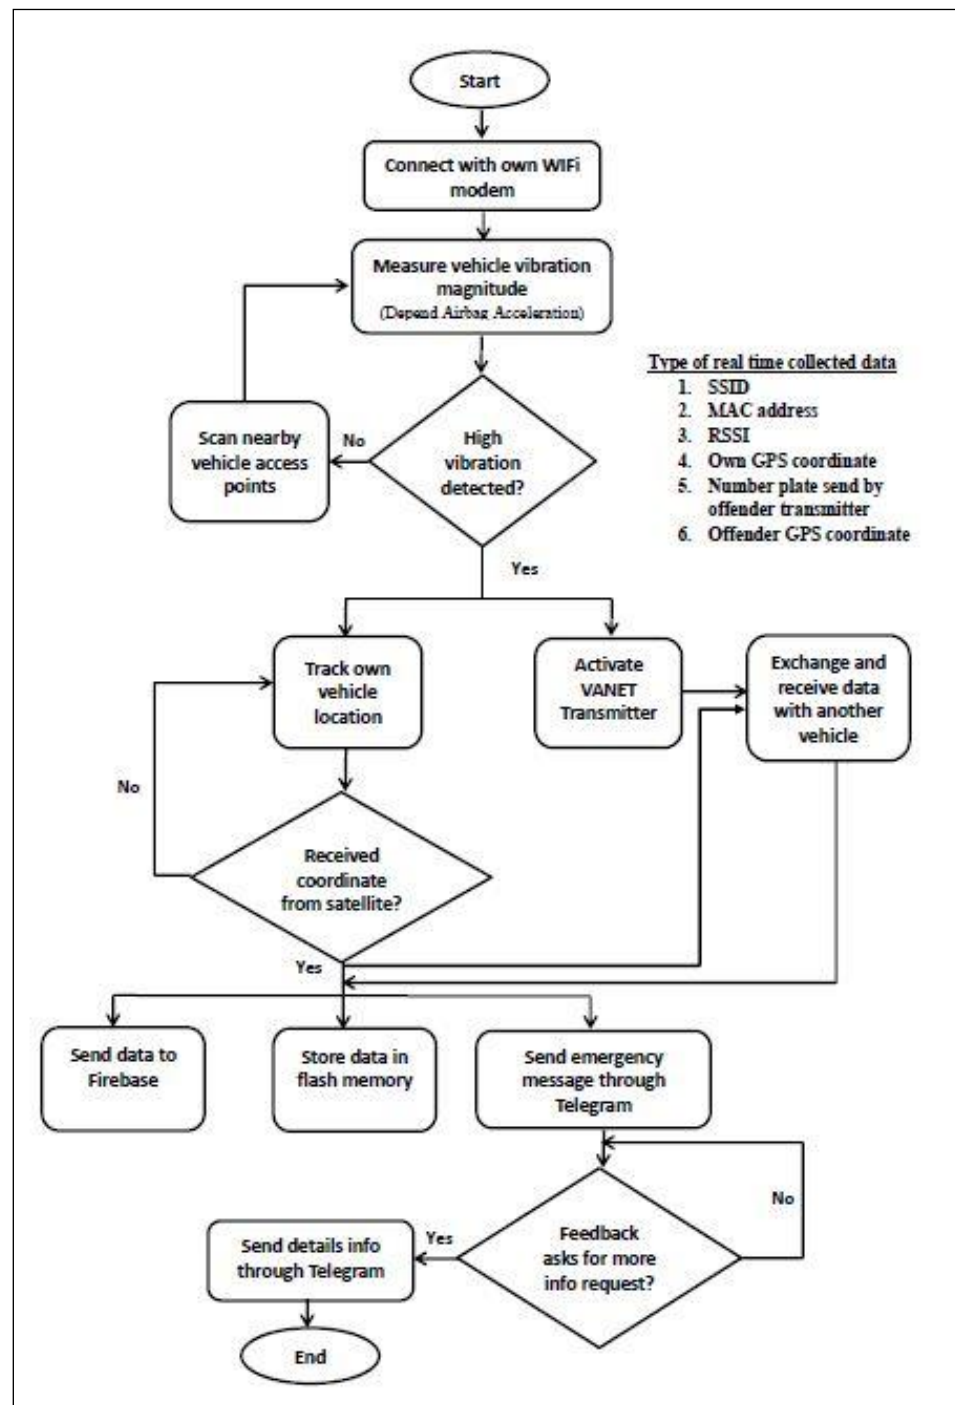 Start
Connect with own WIFi
modem
Measure vehicle vibration
magnitude
(Depend Airbag Acceleration)
Type of real time collected data
1. SSID
2. MAC address
3. RSSI
4. Own GPS coordinate
5. Number plate send by
offender transmitter
6. Offender GPS coordinate
Scan nearby
vehicle access
points
No
High
vibration
detected?
Yes
Track own
vehicle
location
Activate
VANET
Transmitter
Exchange and
receive data
with another
vehicle
No
Received
coordinate
from satellite?
Yes
Send data to
Firebase
Store data in
flash memory
Send emergency
message through
Telegram
No
Feedback
asks for more
info request?
Yes
Send details info
through Telegram
End